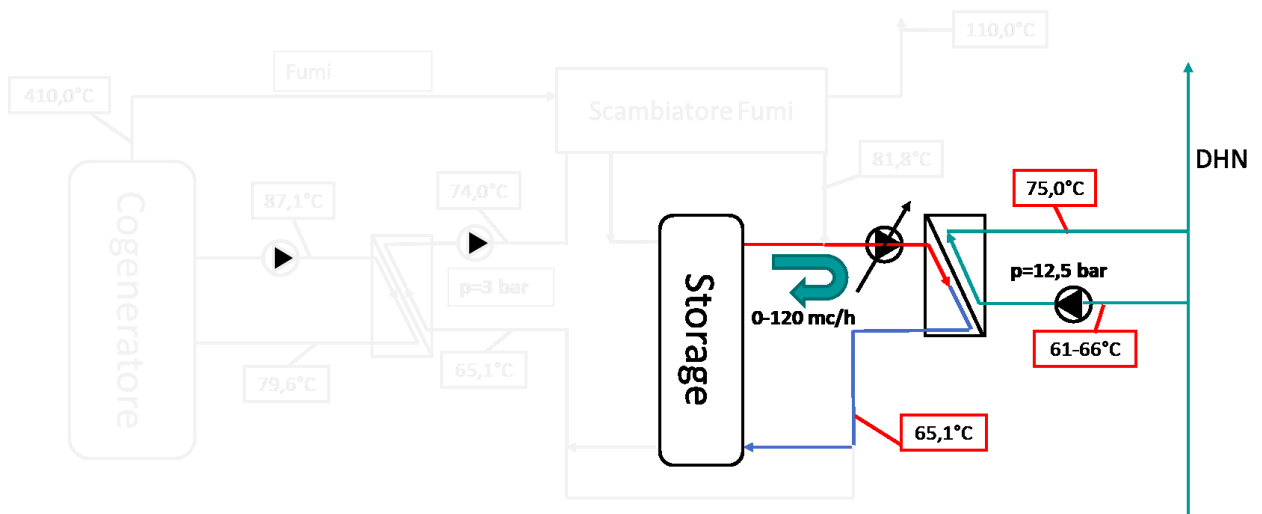 110,0°C
Fumi
410,0°C
Scambiatore Fumi
DHN
81,8°C
75,0°C
74,0°C
87,1°C
Cogeneratore
p=3 bar
p=12,5 bar
Storage
0-120 mc/h
61-66°C
65,1°C
79,6°C
65,1°C